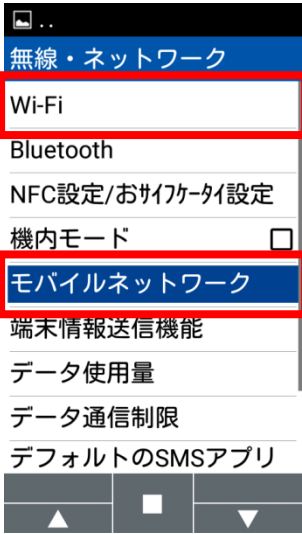 ..
無線・ネットワーク
Wi-Fi
Bluetooth
NFC設定/おｻｲﾌｹｰﾀｲ設定
機内モード
モバイルネットワーク
端末情報送信機能
データ使用量
データ通信制限
デフォルトのSMSアプリ